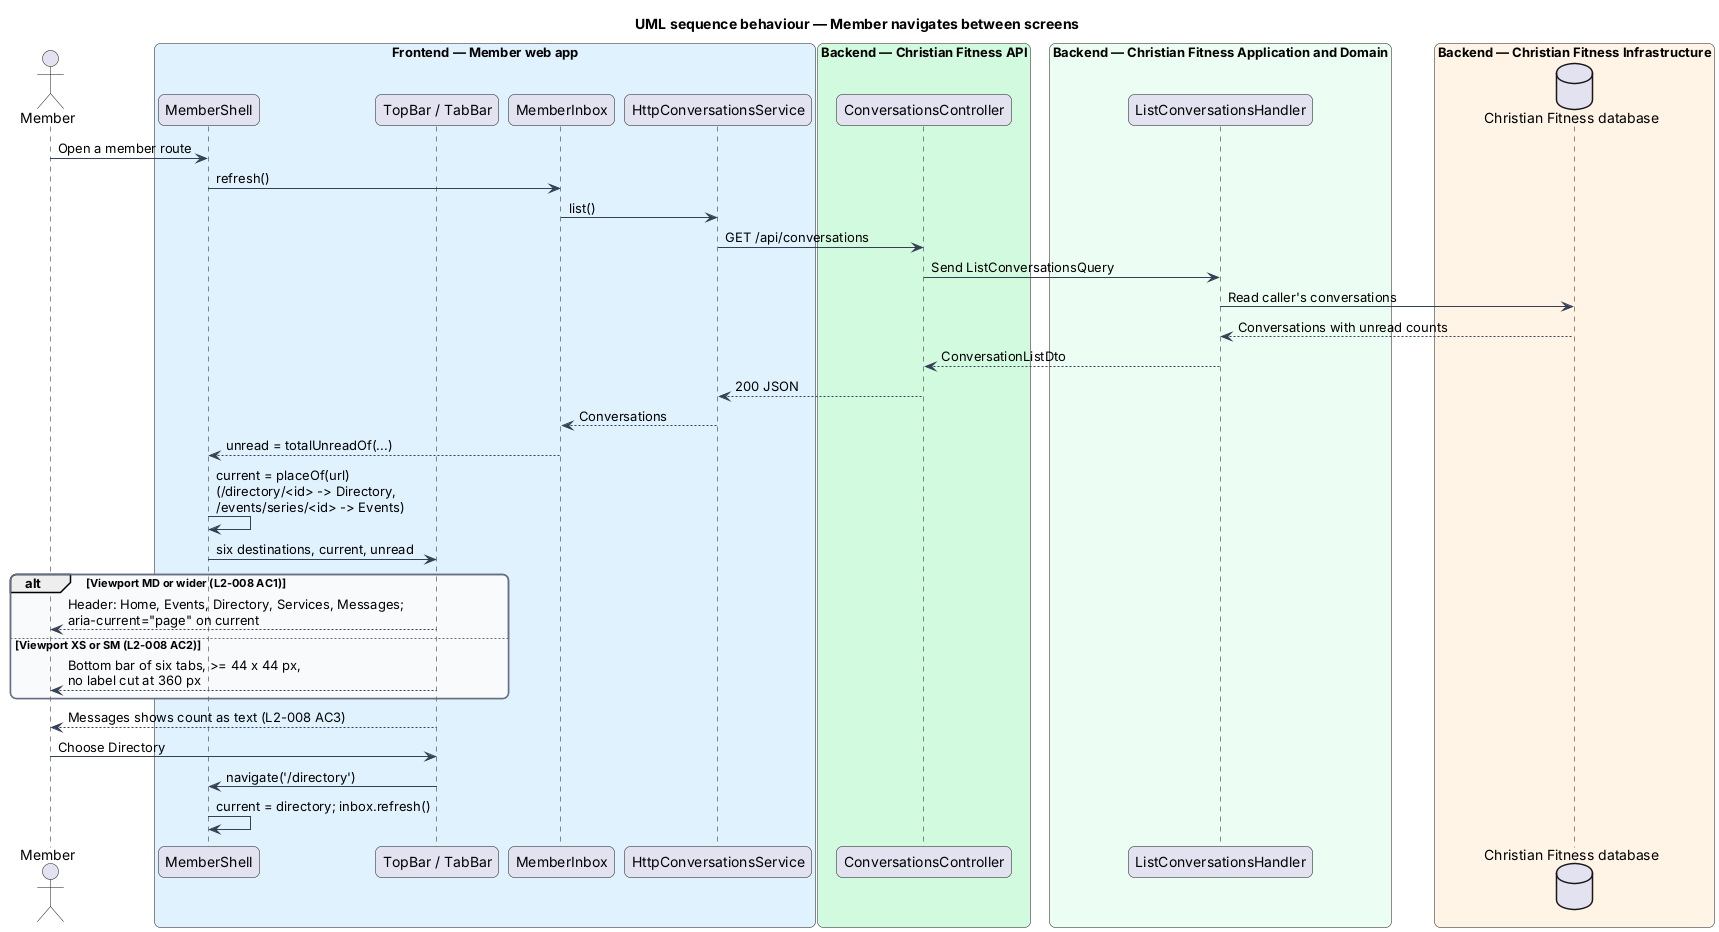 UML sequence behaviour — Member navigates between screens
Frontend — Member web app
Backend — Christian Fitness API
Backend — Christian Fitness Application and Domain
Backend — Christian Fitness Infrastructure
Member
MemberShell
TopBar / TabBar
MemberInbox
HttpConversationsService
ConversationsController
ListConversationsHandler
Christian Fitness database
Open a member route
refresh()
list()
GET /api/conversations
Send ListConversationsQuery
Read caller's conversations
Conversations with unread counts
ConversationListDto
200 JSON
Conversations
unread = totalUnreadOf(...)
current = placeOf(url)
(/directory/<id> -> Directory,
/events/series/<id> -> Events)
six destinations, current, unread
alt
[Viewport MD or wider (L2-008 AC1)]
Header: Home, Events, Directory, Services, Messages;
aria-current="page" on current
[Viewport XS or SM (L2-008 AC2)]
Bottom bar of six tabs, >= 44 x 44 px,
no label cut at 360 px
Messages shows count as text (L2-008 AC3)
Choose Directory
navigate('/directory')
current = directory; inbox.refresh()
Member
MemberShell
TopBar / TabBar
MemberInbox
HttpConversationsService
ConversationsController
ListConversationsHandler
Christian Fitness database